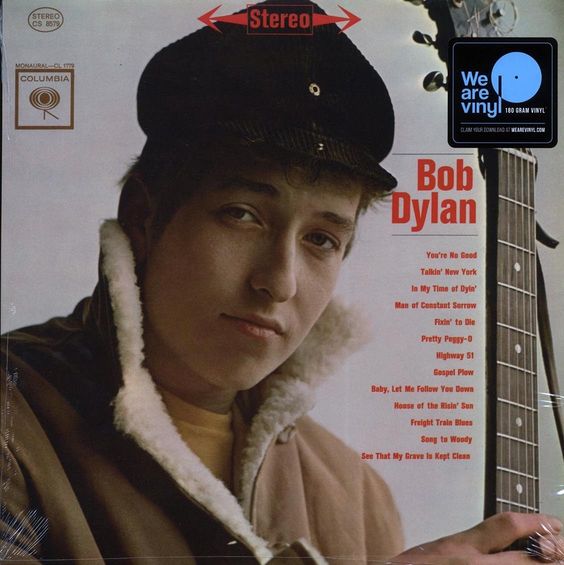 STEREO
CS 8579
Stereo
MONAURAL—CL 1779
COLUMBIA
We
are
vinyl
180 GRAM VINYL
CLAIM YOUR DOWNLOAD AT WEAREVINYL.COM
Bob
Dylan
You're No Good
Talkin' New York
In My Time of Dyin'
Man of Constant Sorrow
Fixin' to Die
Pretty Peggy-O
Highway 51
Gospel Plow
Baby, Let Me Follow You Down
House of the Risin' Sun
Freight Train Blues
Song to Woody
See That My Grave Is Kept Clean